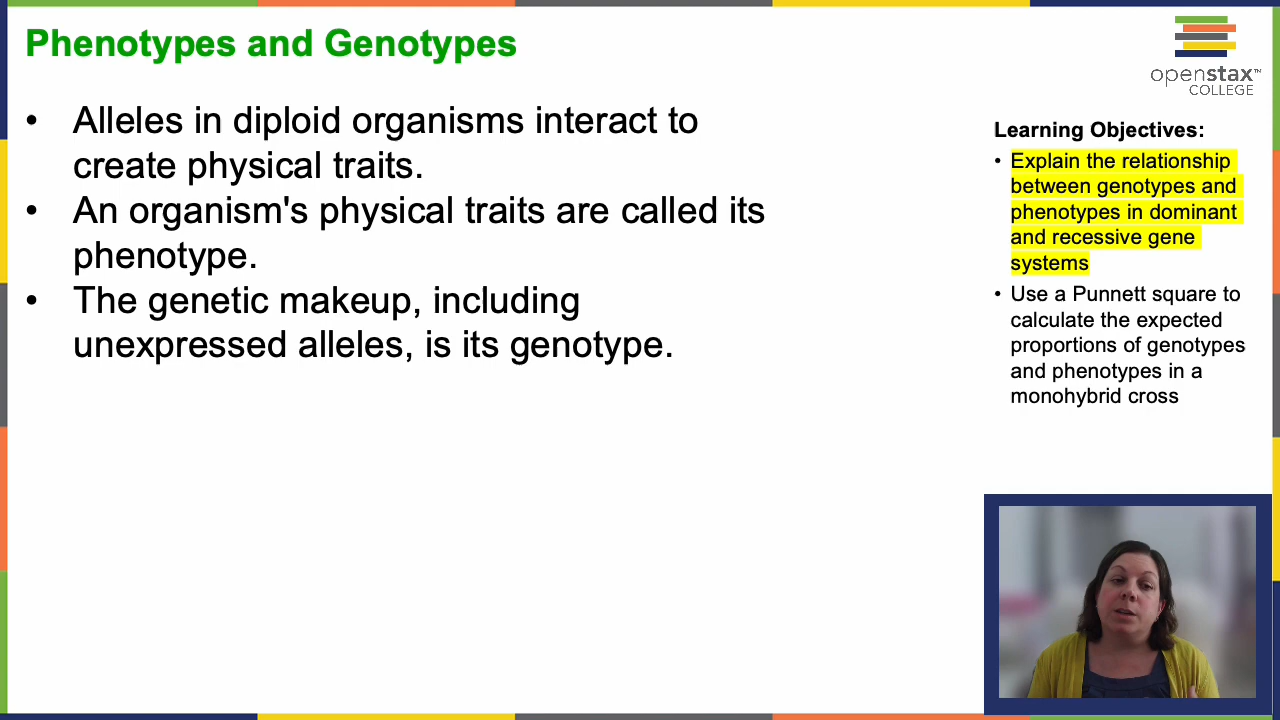 Phenotypes and Genotypes
• Alleles in diploid organisms interact to
create physical traits.
• An organism's physical traits are called its
phenotype.
• The genetic makeup, including
unexpressed alleles, is its genotype.
openstax™
COLLEGE
Learning Objectives:
• Explain the relationship
between genotypes and
phenotypes in dominant
and recessive gene
systems
• Use a Punnett square to
calculate the expected
proportions of genotypes
and phenotypes in a
monohybrid cross